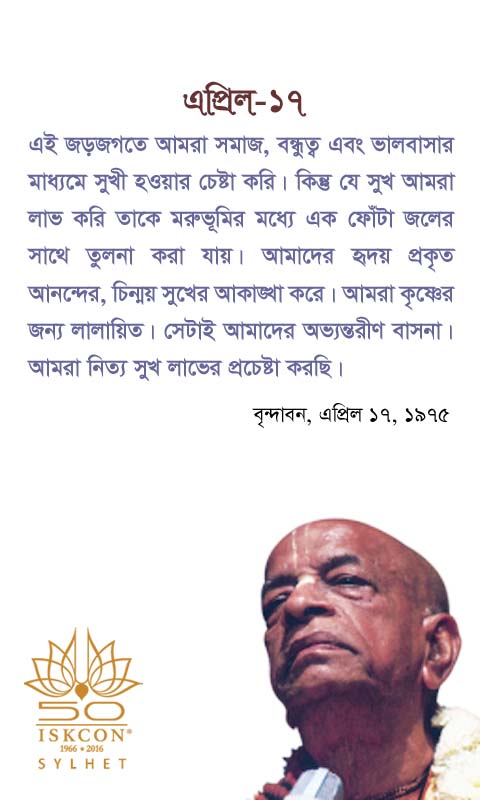 এপ্রিল-১৭
এই জড়জগতে আমরা সমাজ, বন্ধুত্ব এবং ভালবাসার
মাধ্যমে সুখী হওয়ার চেষ্টা করি। কিন্তু যে সুখ আমরা
লাভ করি তাকে মরুভূমির মধ্যে এক ফোঁটা জলের
সাথে তুলনা করা যায়। আমাদের হৃদয় প্রকৃত
আনন্দের, চিন্ময় সুখের আকাঙ্খা করে। আমরা কৃষ্ণের
জন্য লালায়িত। সেটাই আমাদের অভ্যন্তরীণ বাসনা।
আমরা নিত্য সুখ লাভের প্রচেষ্টা করছি।
বৃন্দাবন, এপ্রিল ১৭, ১৯৭৫
50
ISKCON®
1966 • 2016
SYLHET